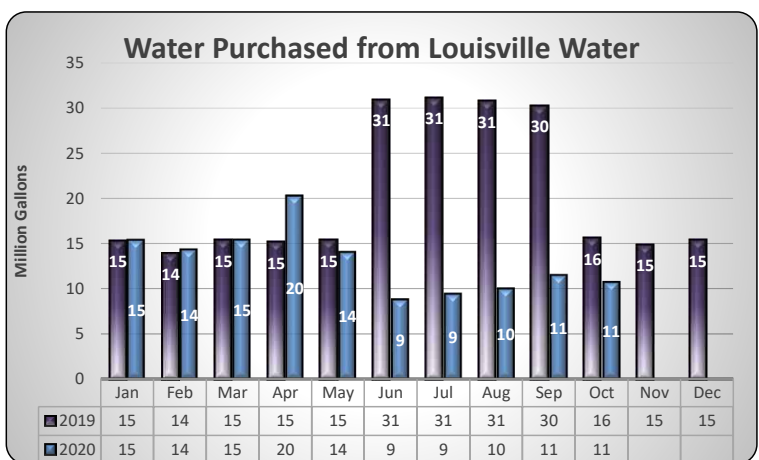 Water Purchased from Louisville Water
Million Gallons
35
30
25
20
15
10
5
0
15 14 15 15 15 31 31 31 30 16 15
15 14 15 20 14 9 9 10 11 11
Jan Feb Mar Apr May Jun Jul Aug Sep Oct Nov Dec
2019 15 14 15 15 15 31 31 31 30 16 15 15
2020 15 14 15 20 14 9 9 10 11 11